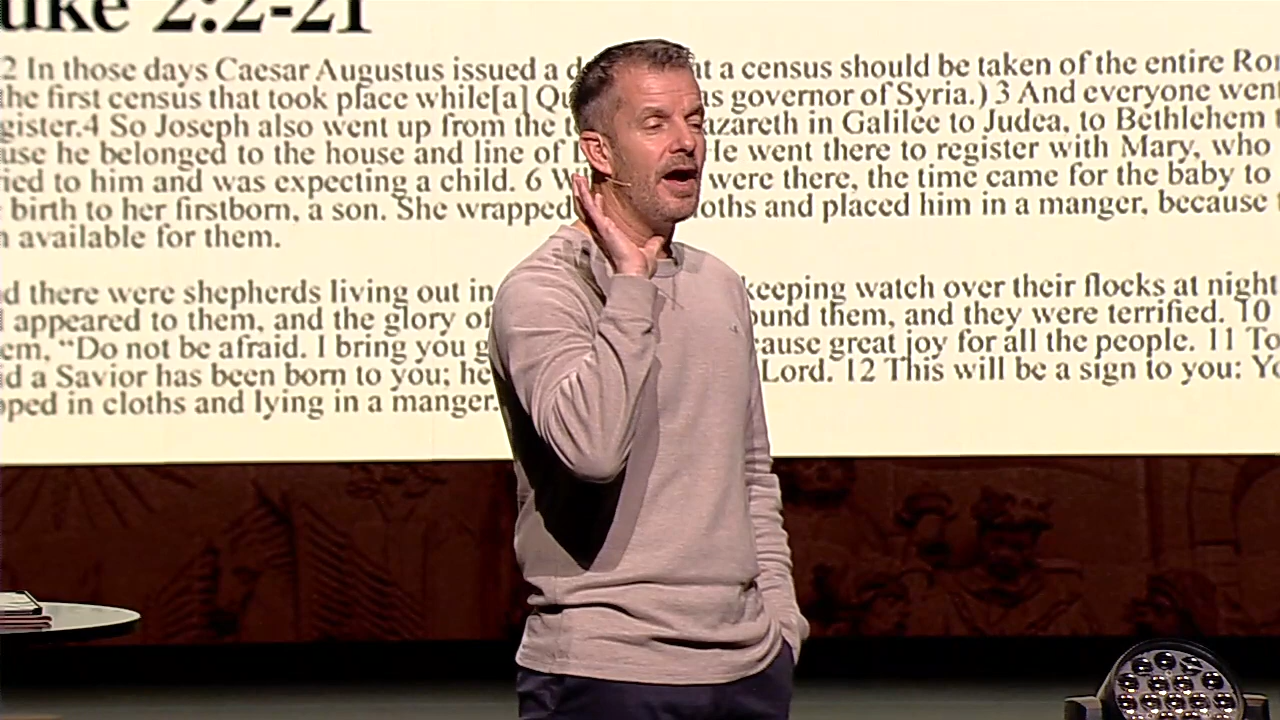 uke 2:2-21
2 In those days Caesar Augustus issued a d t a census should be taken of the entire Ro
he first census that took place while[a] Qu s governor of Syria.) 3 And everyone went
gister.4 So Joseph also went up from the t azareth in Galilee to Judea, to Bethlehem
use he belonged to the house and line of He went there to register with Mary, who
ried to him and was expecting a child. 6 W were there, the time came for the baby to
birth to her firstborn, a son. She wrapped oths and placed him in a manger, because
available for them.
d there were shepherds living out in keeping watch over their flocks at night
appeared to them, and the glory of ound them, and they were terrified. 10
em, “Do not be afraid. I bring you g cause great joy for all the people. 11 To
d a Savior has been born to you; he Lord. 12 This will be a sign to you: Yo
pped in cloths and lying in a manger.